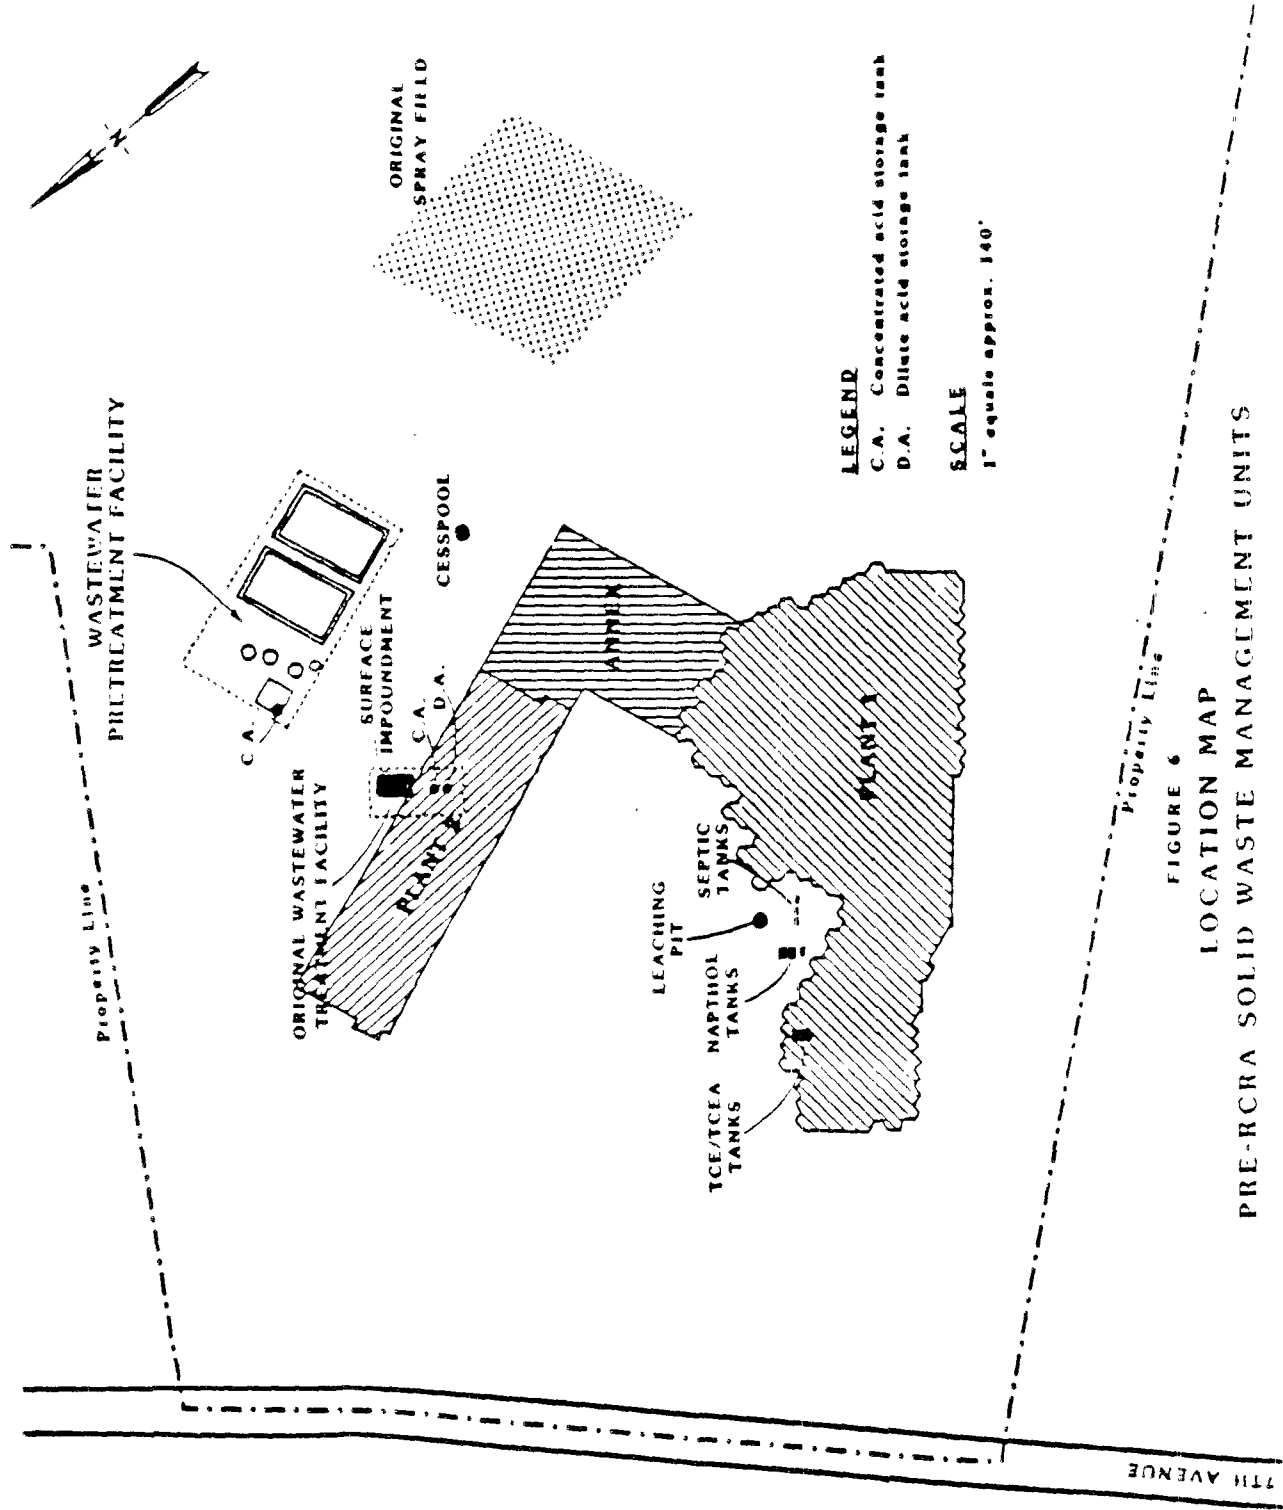 N
ORIGINAL
SPRAY FIELD
WASTEWATER
PRETREATMENT FACILITY
C.A.
SURFACE
IMPOUNDMENT
C.A.
D.A.
CESSPOOL
ORIGINAL WASTEWATER
TREATMENT FACILITY
PLANT 2
ANNEX
PLANT 1
SEPTIC
TANKS
LEACHING
PIT
NAPTHOL
TANKS
TCE/TCEA
TANKS
Property Line
Property Line
7TH AVENUE
LEGEND
C.A. Concentrated acid storage tank
D.A. Dilute acid storage tank
SCALE
1" equals approx. 140'
FIGURE 6
LOCATION MAP
PRE-RCRA SOLID WASTE MANAGEMENT UNITS